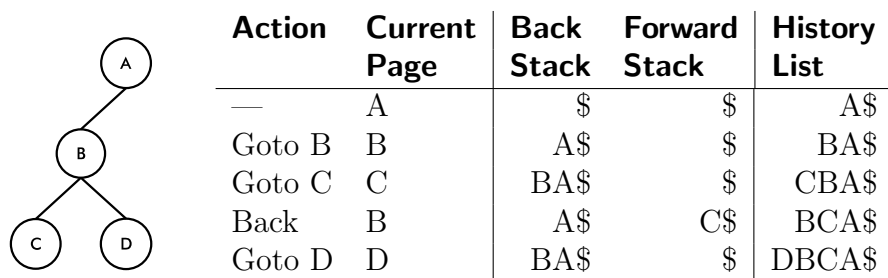 A
B
C D
Action Current Page Back Stack Forward Stack History List
— A $ $ A$
Goto B B A$ $ BA$
Goto C C BA$ $ CBA$
Back B A$ C$ BCA$
Goto D D BA$ $ DBCA$